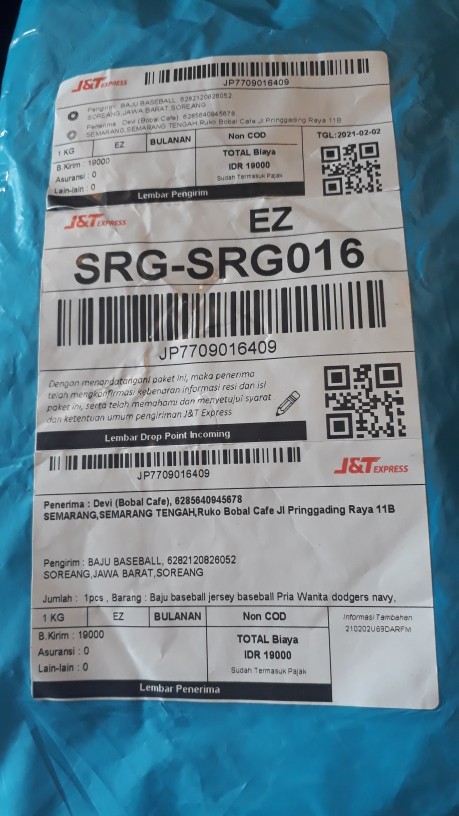 J&T EXPRESS
JP7709016409
Pengirim : BAJU BASEBALL, 6282120826052
SOREANG,JAWA BARAT,SOREANG
Penerima : Devi (Bobal Cafe), 6285640945678
SEMARANG,SEMARANG TENGAH,Ruko Bobal Cafe Jl Pringgading Raya 11B
1 KG EZ BULANAN Non COD TGL:2021-02-02
B.Kirim : 19000
Asuransi : 0
Lain-lain : 0
TOTAL Biaya
IDR 19000
Sudah Termasuk Pajak
Lembar Pengirim
J&T EXPRESS EZ
SRG-SRG016
JP7709016409
Dengan menandatangani paket ini, maka penerima
telah mengkonfirmasi kebenaran informasi resi dan isi
paket ini, serta telah memahami dan menyetujui syarat
dan ketentuan umum pengiriman J&T Express
Lembar Drop Point Incoming
JP7709016409
J&T EXPRESS
Penerima : Devi (Bobal Cafe), 6285640945678
SEMARANG,SEMARANG TENGAH,Ruko Bobal Cafe Jl Pringgading Raya 11B
Pengirim : BAJU BASEBALL, 6282120826052
SOREANG,JAWA BARAT,SOREANG
Jumlah : 1pcs , Barang : Baju baseball jersey baseball Pria Wanita dodgers navy,
1 KG EZ BULANAN Non COD
B.Kirim : 19000
Asuransi : 0
Lain-lain : 0
TOTAL Biaya
IDR 19000
Sudah Termasuk Pajak
Informasi Tambahan
210202U69DARFM
Lembar Penerima